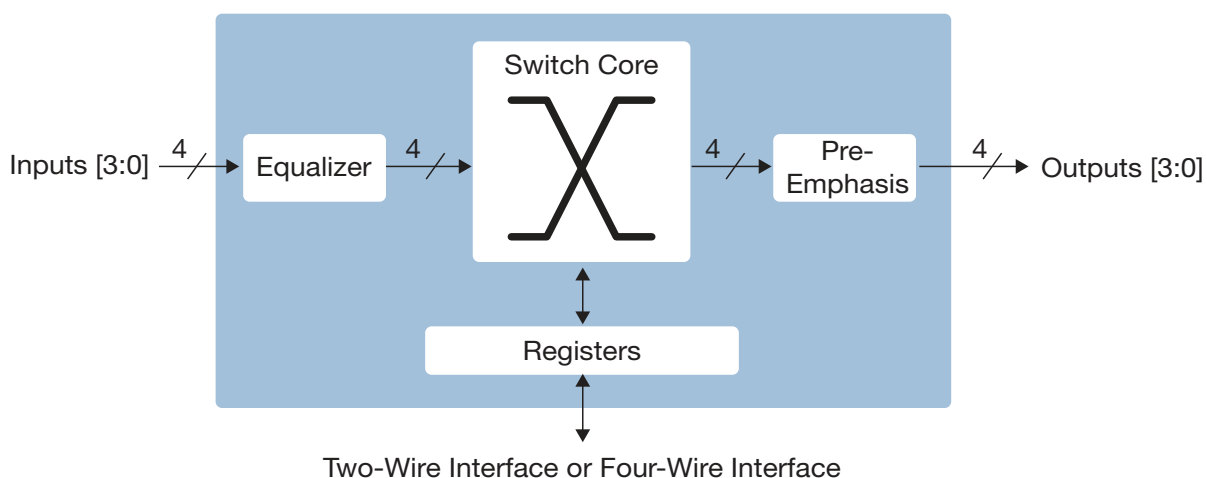 Switch Core
Inputs [3:0]
4
Equalizer
4
4
Pre-
Emphasis
4
Outputs [3:0]
Registers
Two-Wire Interface or Four-Wire Interface